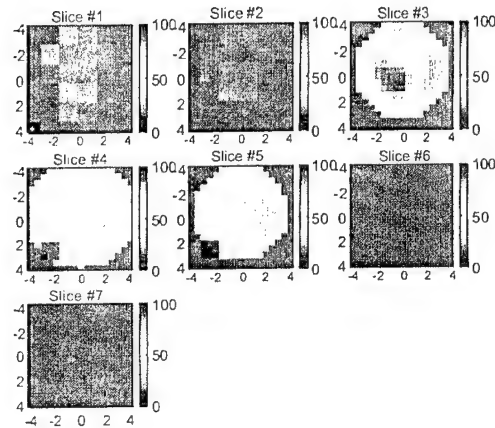 Slice #1 Slice #2 Slice #3
-4 -2 0 2 4 100 50 0 -4 -2 0 2 4 100 50 0 -4 -2 0 2 4 100 50 0
-4 -2 0 2 4 -4 -2 0 2 4 -4 -2 0 2 4
Slice #4 Slice #5 Slice #6
-4 -2 0 2 4 100 50 0 -4 -2 0 2 4 100 50 0 -4 -2 0 2 4 100 50 0
-4 -2 0 2 4 -4 -2 0 2 4 -4 -2 0 2 4
Slice #7
-4 -2 0 2 4 100 50 0
-4 -2 0 2 4